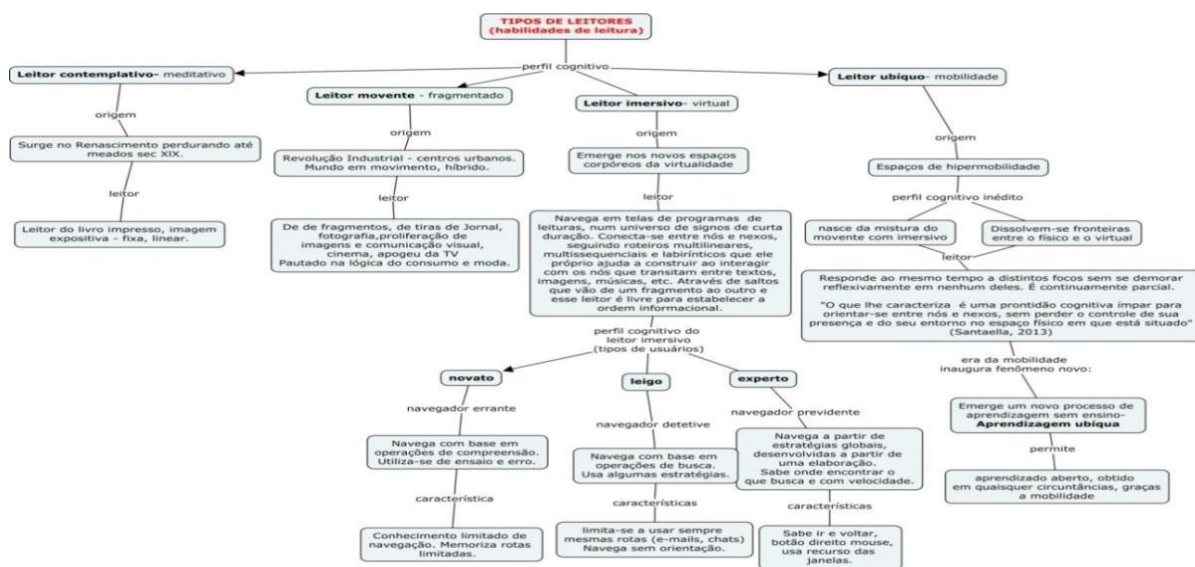 TIPOS DE LEITORES
(habilidades de leitura)
perfil cognitivo
Leitor contemplativo- meditativo
origem
Surge no Renascimento perdurando até
meados sec XIX.
leitor
Leitor do livro impresso, imagem
expositiva - fixa, linear.
Leitor movente - fragmentado
origem
Revolução Industrial - centros urbanos.
Mundo em movimento, híbrido.
leitor
De de fragmentos, de tiras de Jornal,
fotografia,proliferação de
imagens e comunicação visual,
cinema, apogeu da TV
Pautado na lógica do consumo e moda.
Leitor imersivo- virtual
origem
Emerge nos novos espaços
corpóreos da virtualidade
leitor
Navega em telas de programas de
leituras, num universo de signos de curta
duração. Conecta-se entre nós e nexos,
seguindo roteiros multilineares,
multissequenciais e labirínticos que ele
próprio ajuda a construir ao interagir
com os nós que transitam entre textos,
imagens, músicas, etc. Através de saltos
que vão de um fragmento ao outro e
esse leitor é livre para estabelecer a
ordem informacional.
perfil cognitivo do
leitor imersivo
(tipos de usuários)
novato
navegador errante
Navega com base em
operações de compreensão.
Utiliza-se de ensaio e erro.
característica
Conhecimento limitado de
navegação. Memoriza rotas
limitadas.
leigo
navegador detetive
Navega com base em
operações de busca.
Usa algumas estratégias.
características
limita-se a usar sempre
mesmas rotas (e-mails, chats)
Navega sem orientação.
experto
navegador previdente
Navega a partir de
estratégias globais,
desenvolvidas a partir de
uma elaboração.
Sabe onde encontrar o
que busca e com velocidade.
características
Sabe ir e voltar,
botão direito mouse,
usa recurso das
janelas.
Leitor ubíquo- mobilidade
origem
Espaços de hipermobilidade
perfil cognitivo inédito
nasce da mistura do
movente com imersivo
Dissolvem-se fronteiras
entre o físico e o virtual
leitor
Responde ao mesmo tempo a distintos focos sem se demorar
reflexivamente em nenhum deles. É continuamente parcial.
"O que lhe caracteriza é uma prontidão cognitiva ímpar para
orientar-se entre nós e nexos, sem perder o controle de sua
presença e do seu entorno no espaço físico em que está situado"
(Santaella, 2013)
era da mobilidade
inaugura fenômeno novo:
Emerge um novo processo de
aprendizagem sem ensino-
Aprendizagem ubíqua
permite
aprendizado aberto, obtido
em quaisquer circuntâncias, graças
a mobilidade